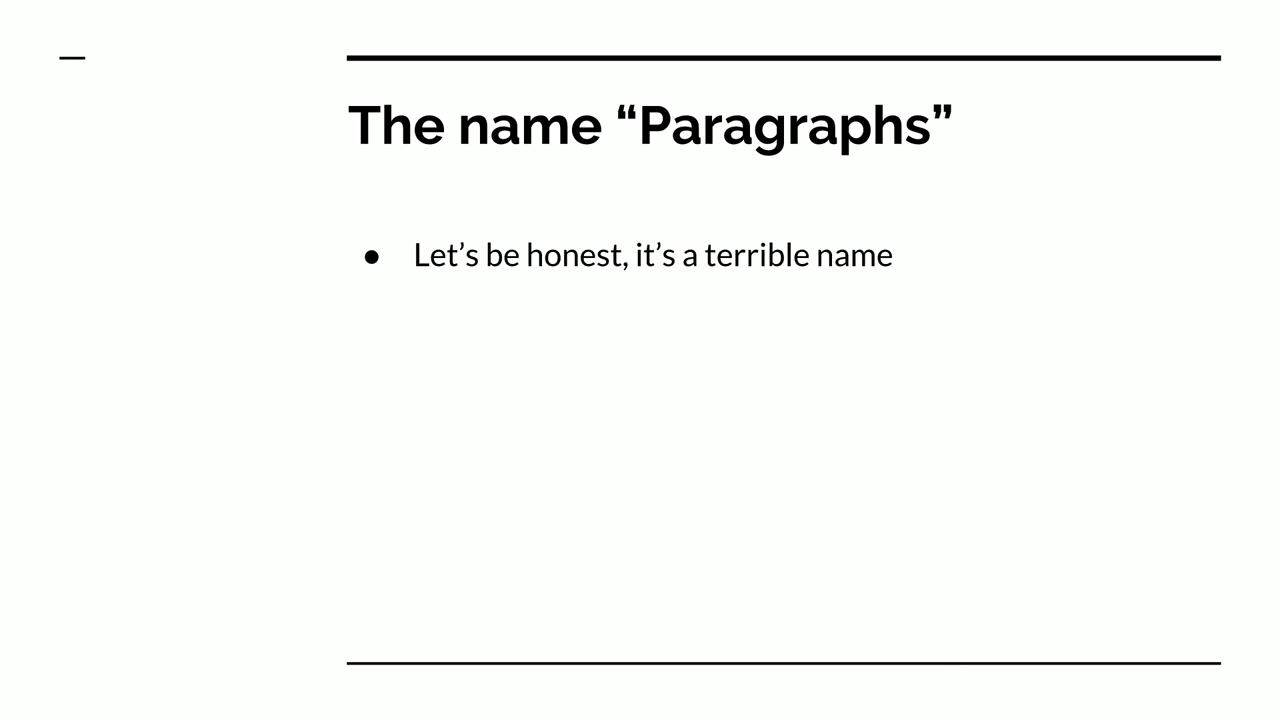 The name “Paragraphs”
● Let’s be honest, it’s a terrible name